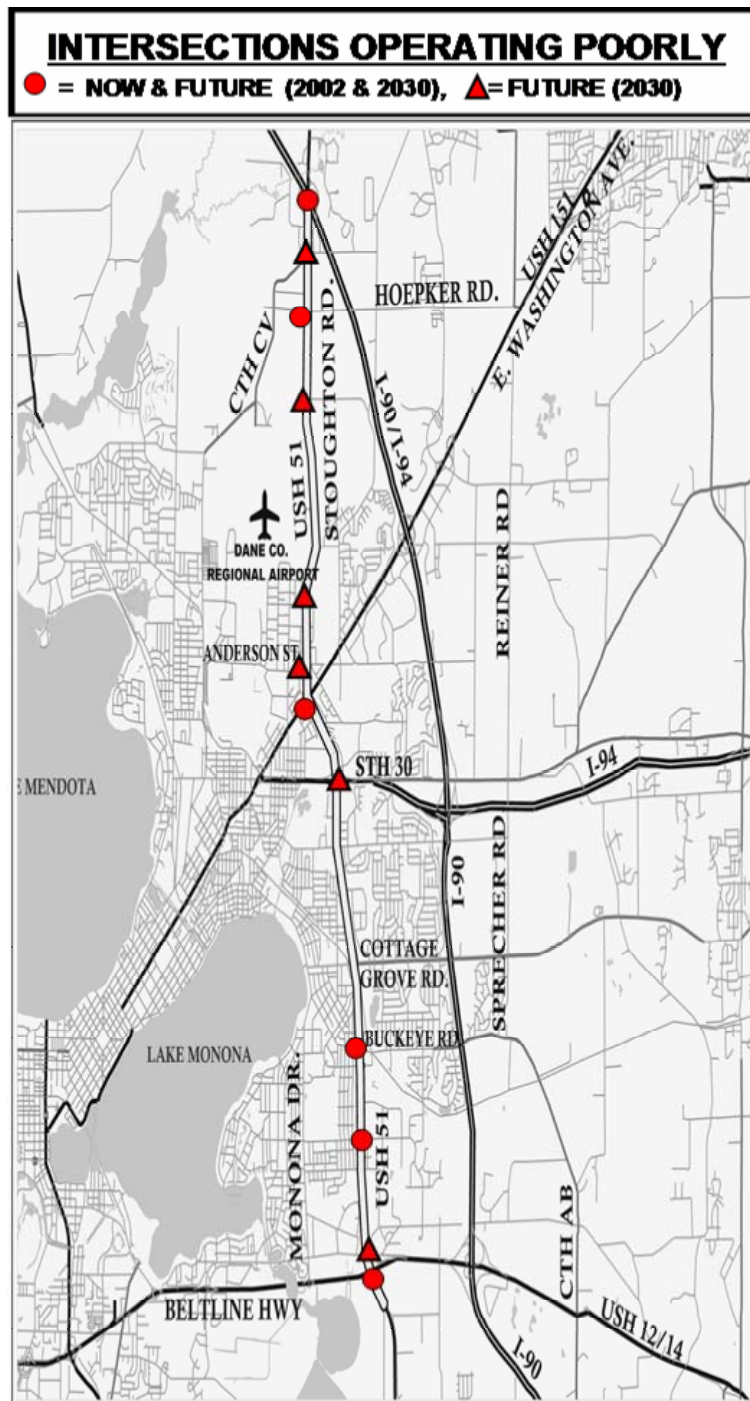 INTERSECTIONS OPERATING POORLY
= NOW & FUTURE (2002 & 2030), = FUTURE (2030)
USH 151
E. WASHINGTON AVE.
HOEPKER RD.
CTH CV
STOUGHTON RD.
USH 51
I-90/I-94
DANE CO.
REGIONAL AIRPORT
REINER RD
ANDERSON ST.
STH 30
I-94
E MENDOTA
I-90
SPRECHER RD
COTTAGE
GROVE RD.
BUCKEYE RD.
LAKE MONONA
MONONA DR.
USH 51
CTH AB
BELTLINE HWY
USH 12/14
I-90